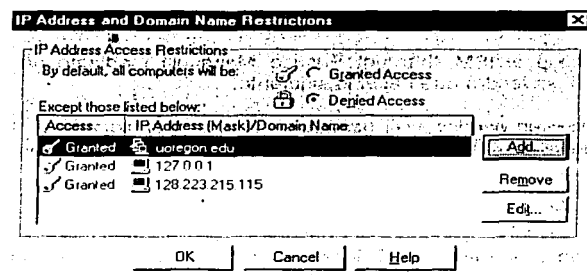 IP Address and Domain Name Restrictions
IP Address Access Restrictions
By default, all computers will be:
Granted Access
Denied Access
Except those listed below:
Access IP Address (Mask)/Domain Name
Granted uoregon.edu
Granted 127.0.0.1
Granted 128.223.215.115
Add...
Remove
Edit...
OK Cancel Help